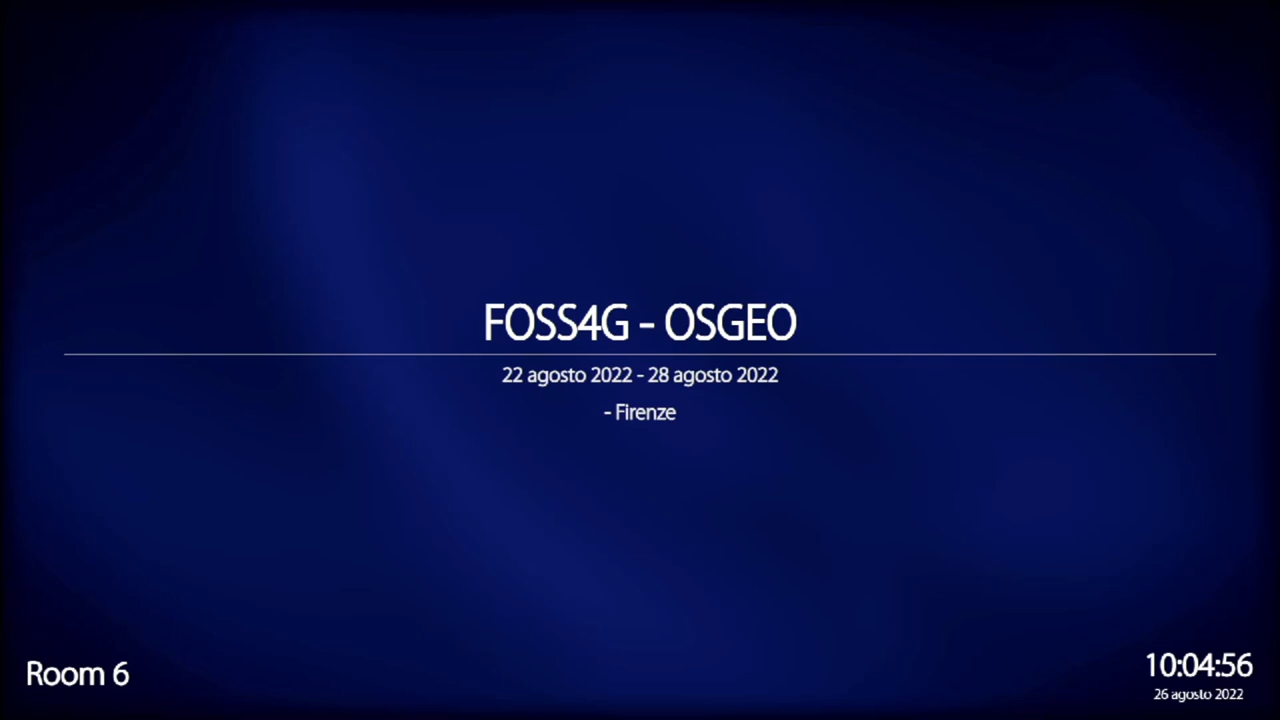 FOSS4G - OSGEO
22 agosto 2022 - 28 agosto 2022
- Firenze
Room 6
10:04:56
26 agosto 2022